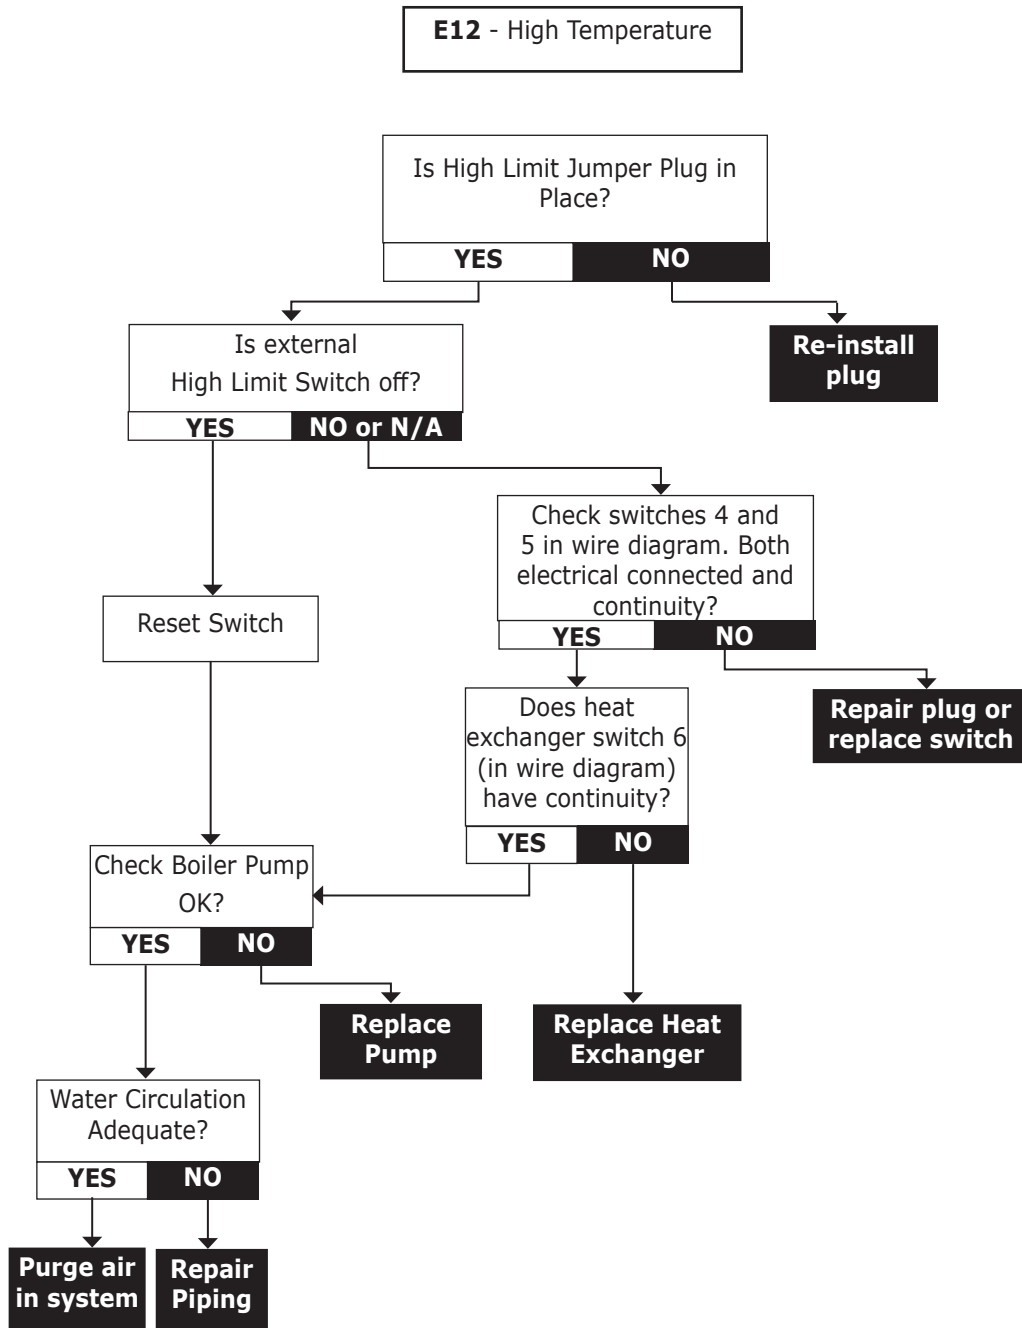 E12 - High Temperature
Is High Limit Jumper Plug in
Place?
YES
NO
Is external
High Limit Switch off?
YES
NO or N/A
Re-install
plug
Check switches 4 and
5 in wire diagram. Both
electrical connected and
continuity?
YES
NO
Reset Switch
Does heat
exchanger switch 6
(in wire diagram)
have continuity?
YES
NO
Repair plug or
replace switch
Check Boiler Pump
OK?
YES
NO
Replace
Pump
Replace Heat
Exchanger
Water Circulation
Adequate?
YES
NO
Purge air
in system
Repair
Piping